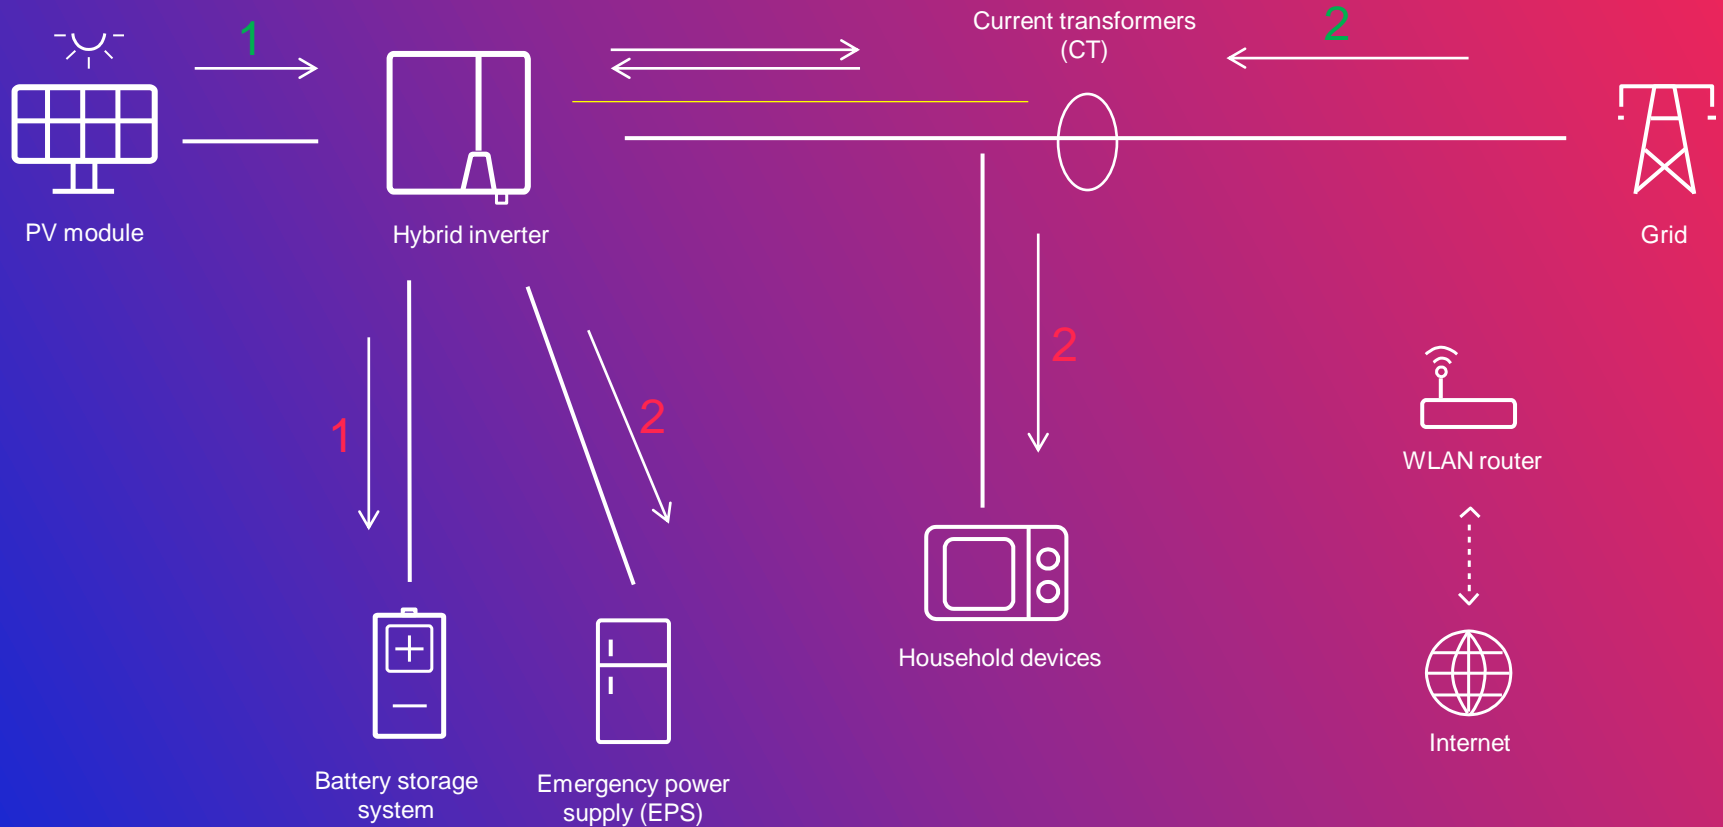 1
Current transformers
(CT)
2
PV module
Hybrid inverter
Grid
2
1
2
WLAN router
Household devices
Internet
Battery storage
system
Emergency power
supply (EPS)